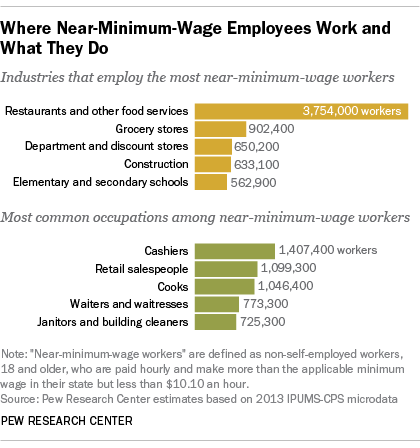 Where Near-Minimum-Wage Employees Work and
What They Do
Industries that employ the most near-minimum-wage workers
Restaurants and other food services 3,754,000 workers
Grocery stores 902,400
Department and discount stores 650,200
Construction 633,100
Elementary and secondary schools 562,900
Most common occupations among near-minimum-wage workers
Cashiers 1,407,400 workers
Retail salespeople 1,099,300
Cooks 1,046,400
Waiters and waitresses 773,300
Janitors and building cleaners 725,300
Note: "Near-minimum-wage workers" are defined as non-self-employed workers,
18 and older, who are paid hourly and make more than the applicable minimum
wage in their state but less than $10.10 an hour.
Source: Pew Research Center estimates based on 2013 IPUMS-CPS microdata
PEW RESEARCH CENTER